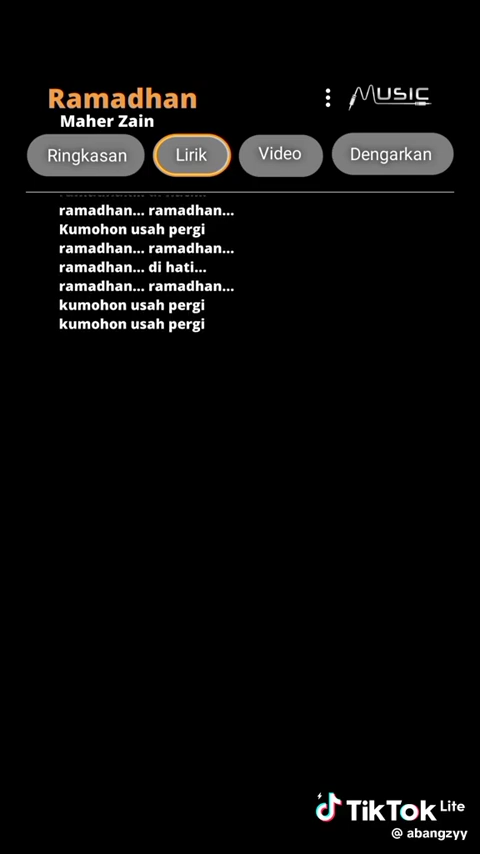 Ramadhan
MUSIC
Maher Zain
Ringkasan
Lirik
Video
Dengarkan
ramadhan... ramadhan...
Kumohon usah pergi
ramadhan... ramadhan...
ramadhan... di hati...
ramadhan... ramadhan...
kumohon usah pergi
kumohon usah pergi
TikTok Lite
@ abangzyy